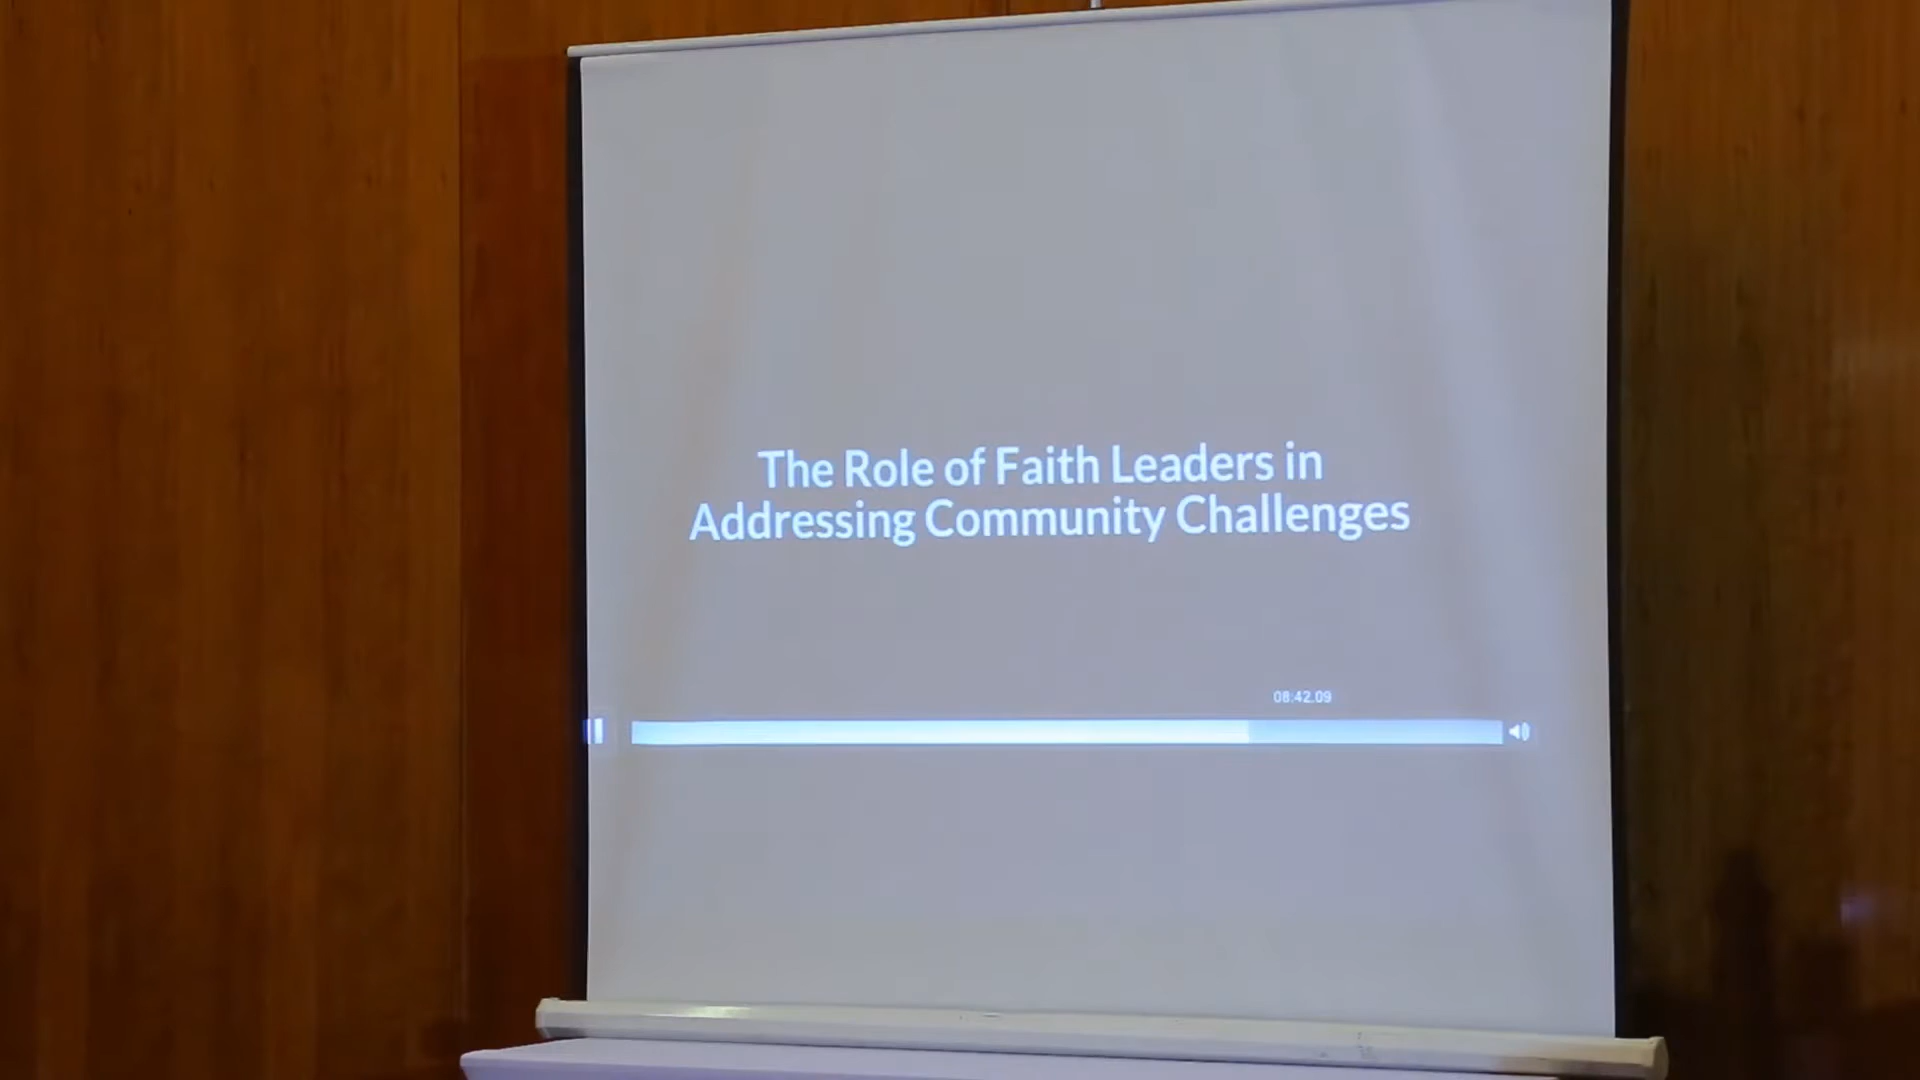 The Role of Faith Leaders in
Addressing Community Challenges
08:42.09